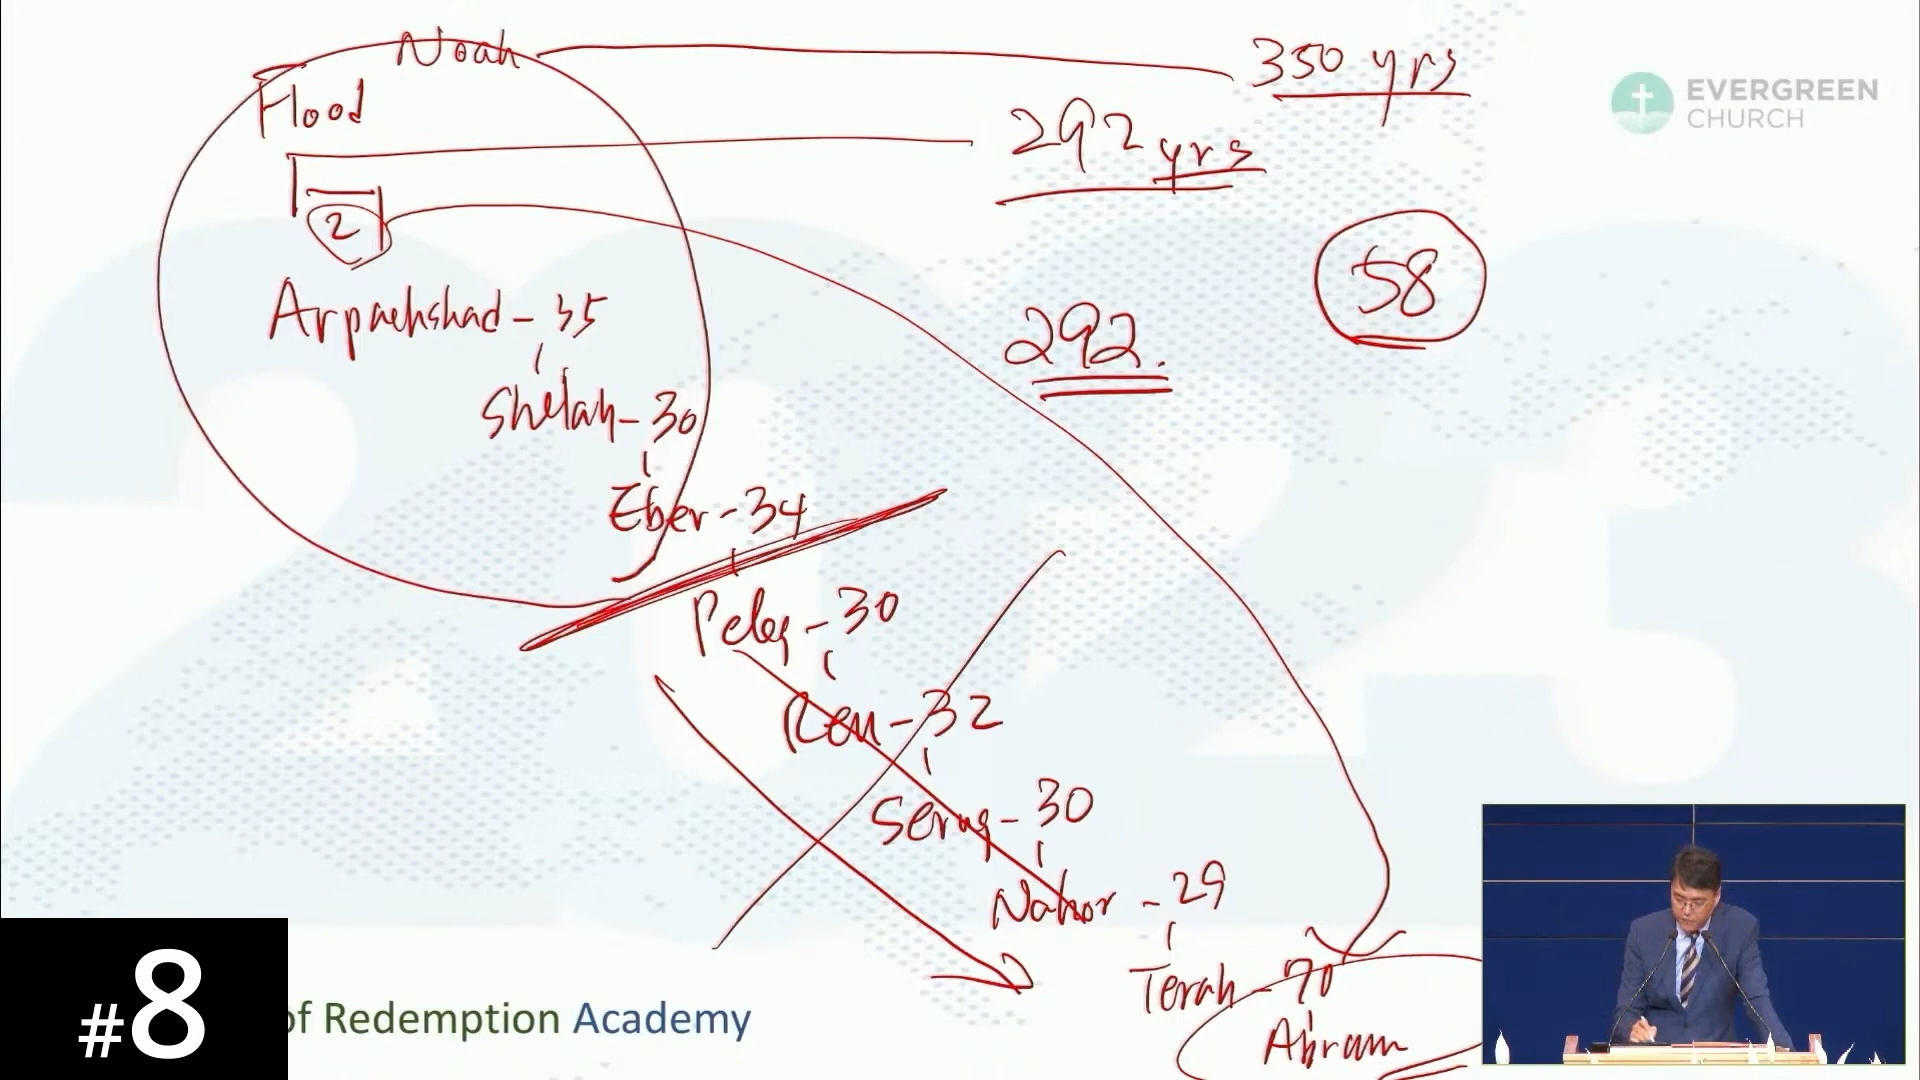 Noah
350 yrs
EVERGREEN
CHURCH
Flood
292 yrs
2
58
Arpachshad - 35
292.
Shelah - 30
Eber - 34
Peleg - 30
Reu - 32
Serug - 30
Nahor - 29
Terah - 70
Abram
#8
of Redemption Academy
2023